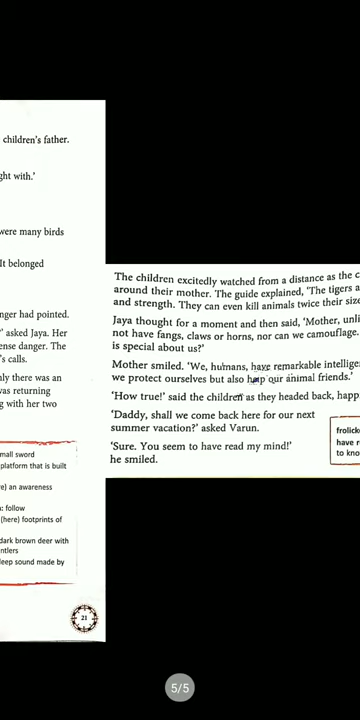 children's father.
ght with.'
were many birds
It belonged
nger had pointed.
' asked Jaya. Her
ense danger. The
's calls.
nly there was an
was returning
g with her two
mall sword
platform that is built
e) an awareness
: follow
(here) footprints of
dark brown deer with
ntlers
deep sound made by
21
The children excitedly watched from a distance as the c
around their mother. The guide explained, 'The tigers a
and strength. They can even kill animals twice their size
Jaya thought for a moment and then said, 'Mother, unli
not have fangs, claws or horns, nor can we camouflage.
is special about us?'
Mother smiled. 'We, humans, have remarkable intellige
we protect ourselves but also our animal friends.'
'How true!' said the children as they headed back, happ
'Daddy, shall we come back here for our next
summer vacation?' asked Varun.
'Sure. You seem to have read my mind!'
he smiled.
frolick
have r
to kno
5/5